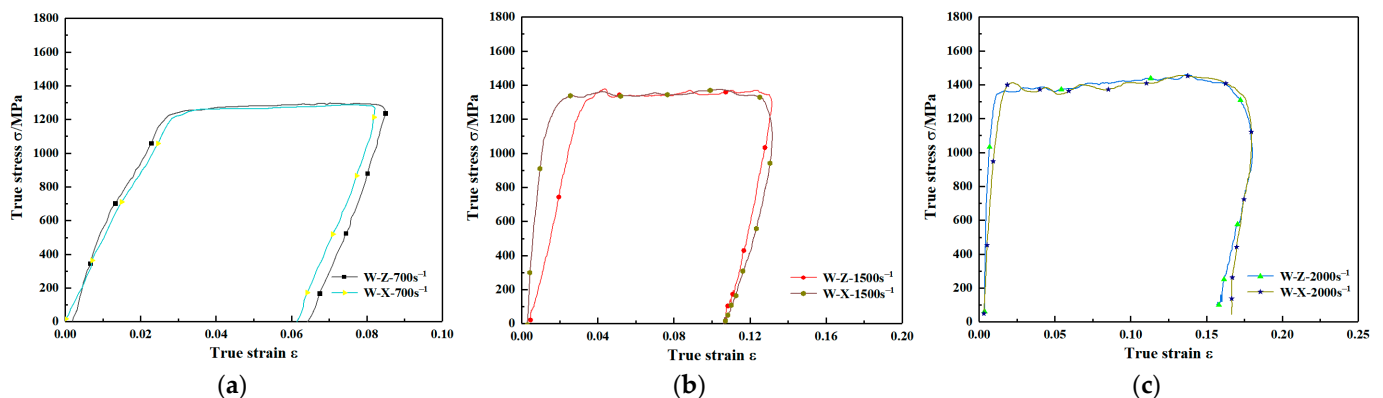 1800
1600
1400
1200
1000
800
600
400
200
0
True stress σ/MPa
W-Z-700s⁻¹
W-X-700s⁻¹
0.00 0.02 0.04 0.06 0.08 0.10
True strain ε
(a)
1800
1600
1400
1200
1000
800
600
400
200
0
True stress σ/MPa
W-Z-1500s⁻¹
W-X-1500s⁻¹
0.00 0.04 0.08 0.12 0.16 0.20
True strain ε
(b)
1800
1600
1400
1200
1000
800
600
400
200
0
True stress σ/MPa
W-Z-2000s⁻¹
W-X-2000s⁻¹
0.00 0.05 0.10 0.15 0.20 0.25
True strain ε
(c)